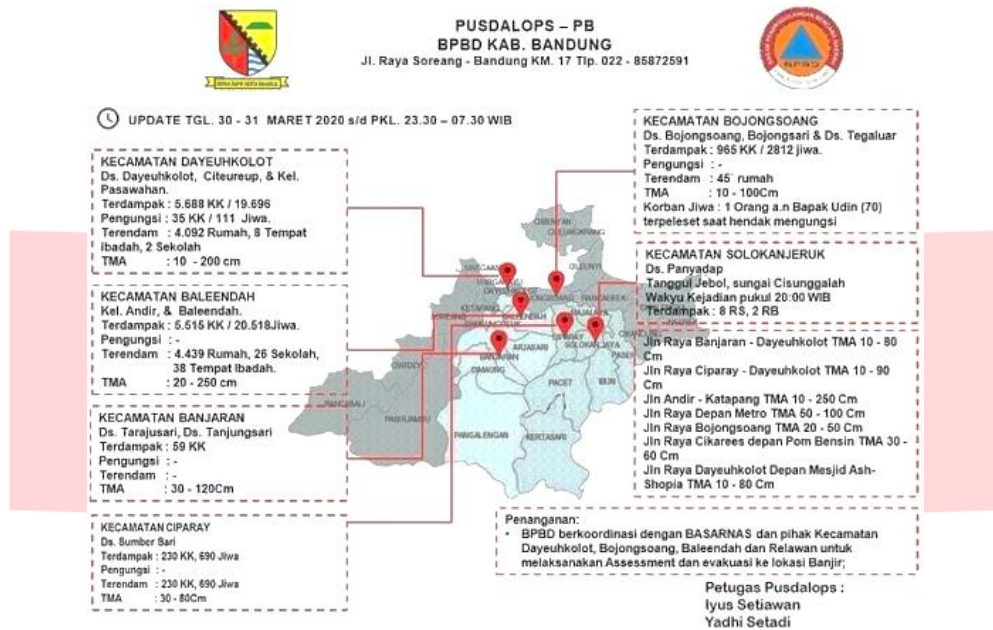 PUSDALOPS – PB
BPBD KAB. BANDUNG
Jl. Raya Soreang - Bandung KM. 17 Tlp. 022 - 85872591
BPBD
UPDATE TGL. 30 - 31 MARET 2020 s/d PKL. 23.30 – 07.30 WIB
KECAMATAN DAYEUHKOLOT
Ds. Dayeuhkolot, Citeureup, & Kel.
Pasawahan.
Terdampak : 5.688 KK / 19.696
Pengungsi : 35 KK / 111 Jiwa.
Terendam : 4.092 Rumah, 8 Tempat
Ibadah, 2 Sekolah
TMA : 10 - 200 cm
KECAMATAN BALEENDAH
Kel. Andir, & Baleendah.
Terdampak : 5.515 KK / 20.518Jiwa.
Pengungsi : -
Terendam : 4.439 Rumah, 26 Sekolah,
38 Tempat Ibadah.
TMA : 20 - 250 cm
KECAMATAN BANJARAN
Ds. Tarajusari, Ds. Tanjungsari
Terdampak : 59 KK
Pengungsi : -
Terendam : -
TMA : 30 - 120Cm
KECAMATAN CIPARAY
Ds. Sumber Sari
Terdampak : 230 KK, 690 Jiwa
Pengungsi : -
Terendam : 230 KK, 690 Jiwa
TMA : 30 - 80Cm
KECAMATAN BOJONGSOANG
Ds. Bojongsoang, Bojongsari & Ds. Tegaluar
Terdampak : 965 KK / 2812 jiwa.
Pengungsi : -
Terendam : 45` rumah
TMA : 10 - 100Cm
Korban Jiwa : 1 Orang a.n Bapak Udin (70)
terpeleset saat hendak mengungsi
KECAMATAN SOLOKANJERUK
Ds. Panyadap
Tanggul Jebol, sungai Cisunggalah
Wakyu Kejadian pukul 20:00 WIB
Terdampak : 8 RS, 2 RB
Jln Raya Banjaran - Dayeuhkolot TMA 10 - 80
Cm
Jln Raya Ciparay - Dayeuhkolot TMA 10 - 90
Cm
Jln Andir - Katapang TMA 10 - 250 Cm
Jln Raya Depan Metro TMA 50 - 100 Cm
Jln Raya Bojongsoang TMA 20 - 50 Cm
Jln Raya Cikarees depan Pom Bensin TMA 30 -
60 Cm
Jln Raya Dayeuhkolot Depan Mesjid Ash-
Shopia TMA 10 - 80 Cm
CIMENYAN
CILEUNYI
KETAPANG
BALEENDAH
MAJALAYA
SOREANG
ARJASARI
BANJARAN
CIMAUNG
PACET
IBUN
PASIRJAMBU
PANGALENGAN
KERTASARI
Penanganan:
• BPBD berkoordinasi dengan BASARNAS dan pihak Kecamatan
Dayeuhkolot, Bojongsoang, Baleendah dan Relawan untuk
melaksanakan Assessment dan evakuasi ke lokasi Banjir;
Petugas Pusdalops :
Iyus Setiawan
Yadhi Setadi